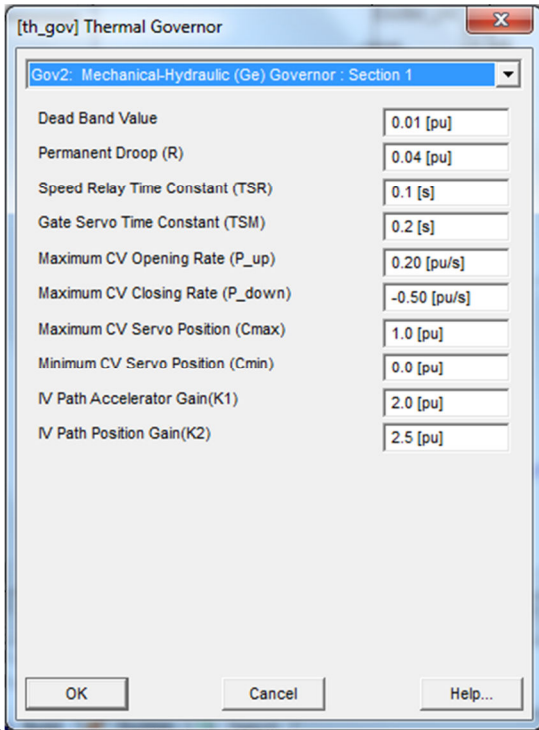 [th_gov] Thermal Governor
Gov2: Mechanical-Hydraulic (Ge) Governor : Section 1
Dead Band Value 0.01 [pu]
Permanent Droop (R) 0.04 [pu]
Speed Relay Time Constant (TSR) 0.1 [s]
Gate Servo Time Constant (TSM) 0.2 [s]
Maximum CV Opening Rate (P_up) 0.20 [pu/s]
Maximum CV Closing Rate (P_down) -0.50 [pu/s]
Maximum CV Servo Position (Cmax) 1.0 [pu]
Minimum CV Servo Position (Cmin) 0.0 [pu]
IV Path Accelerator Gain(K1) 2.0 [pu]
IV Path Position Gain(K2) 2.5 [pu]
OK Cancel Help...